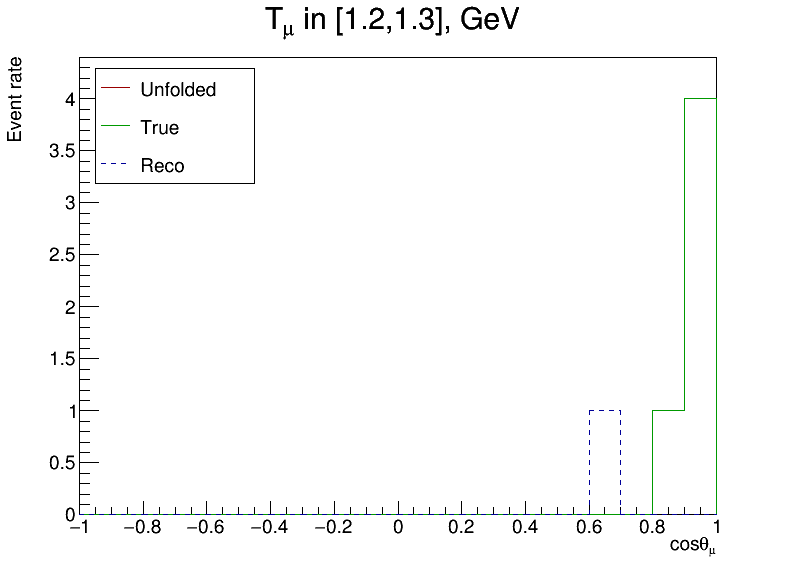 T_μ in [1.2,1.3], GeV
Event rate
Unfolded
True
Reco
4
3.5
3
2.5
2
1.5
1
0.5
0
−1 −0.8 −0.6 −0.4 −0.2 0 0.2 0.4 0.6 0.8 1
cosθ_μ